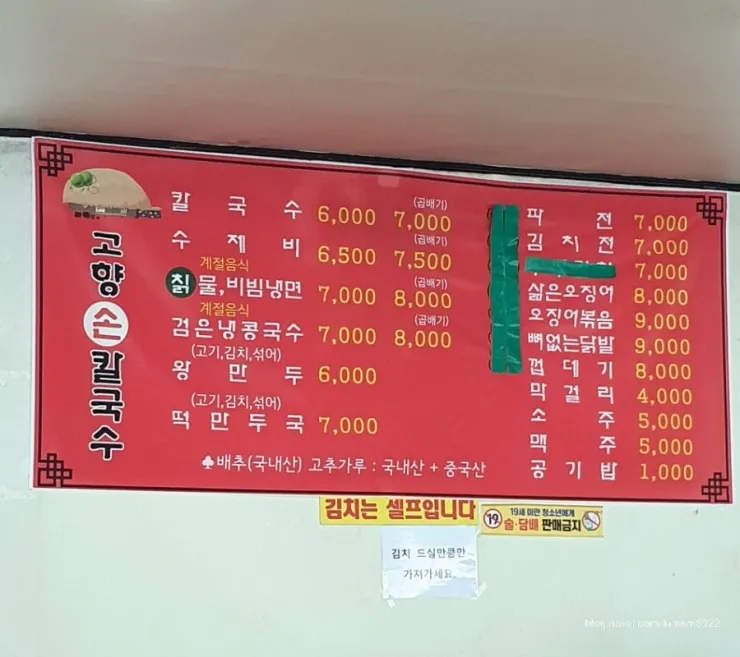 고향손칼국수
(곱배기)
칼국수 6,000 7,000
(곱배기)
수제비 6,500 7,500
계절음식 (곱배기)
칡물,비빔냉면 7,000 8,000
계절음식 (곱배기)
검은냉콩국수 7,000 8,000
(고기,김치,섞어)
왕만두 6,000
(고기,김치,섞어)
떡만두국 7,000
♣배추(국내산) 고추가루 : 국내산 + 중국산
파전 7,000
김치전 7,000
7,000
삶은오징어 8,000
오징어볶음 9,000
뼈없는닭발 9,000
껍데기 8,000
막걸리 4,000
소주 5,000
맥주 5,000
공기밥 1,000
김치는 셀프입니다
19세 미만 청소년에게
19 술·담배 판매금지
김치 드실만큼만
가져가세요.